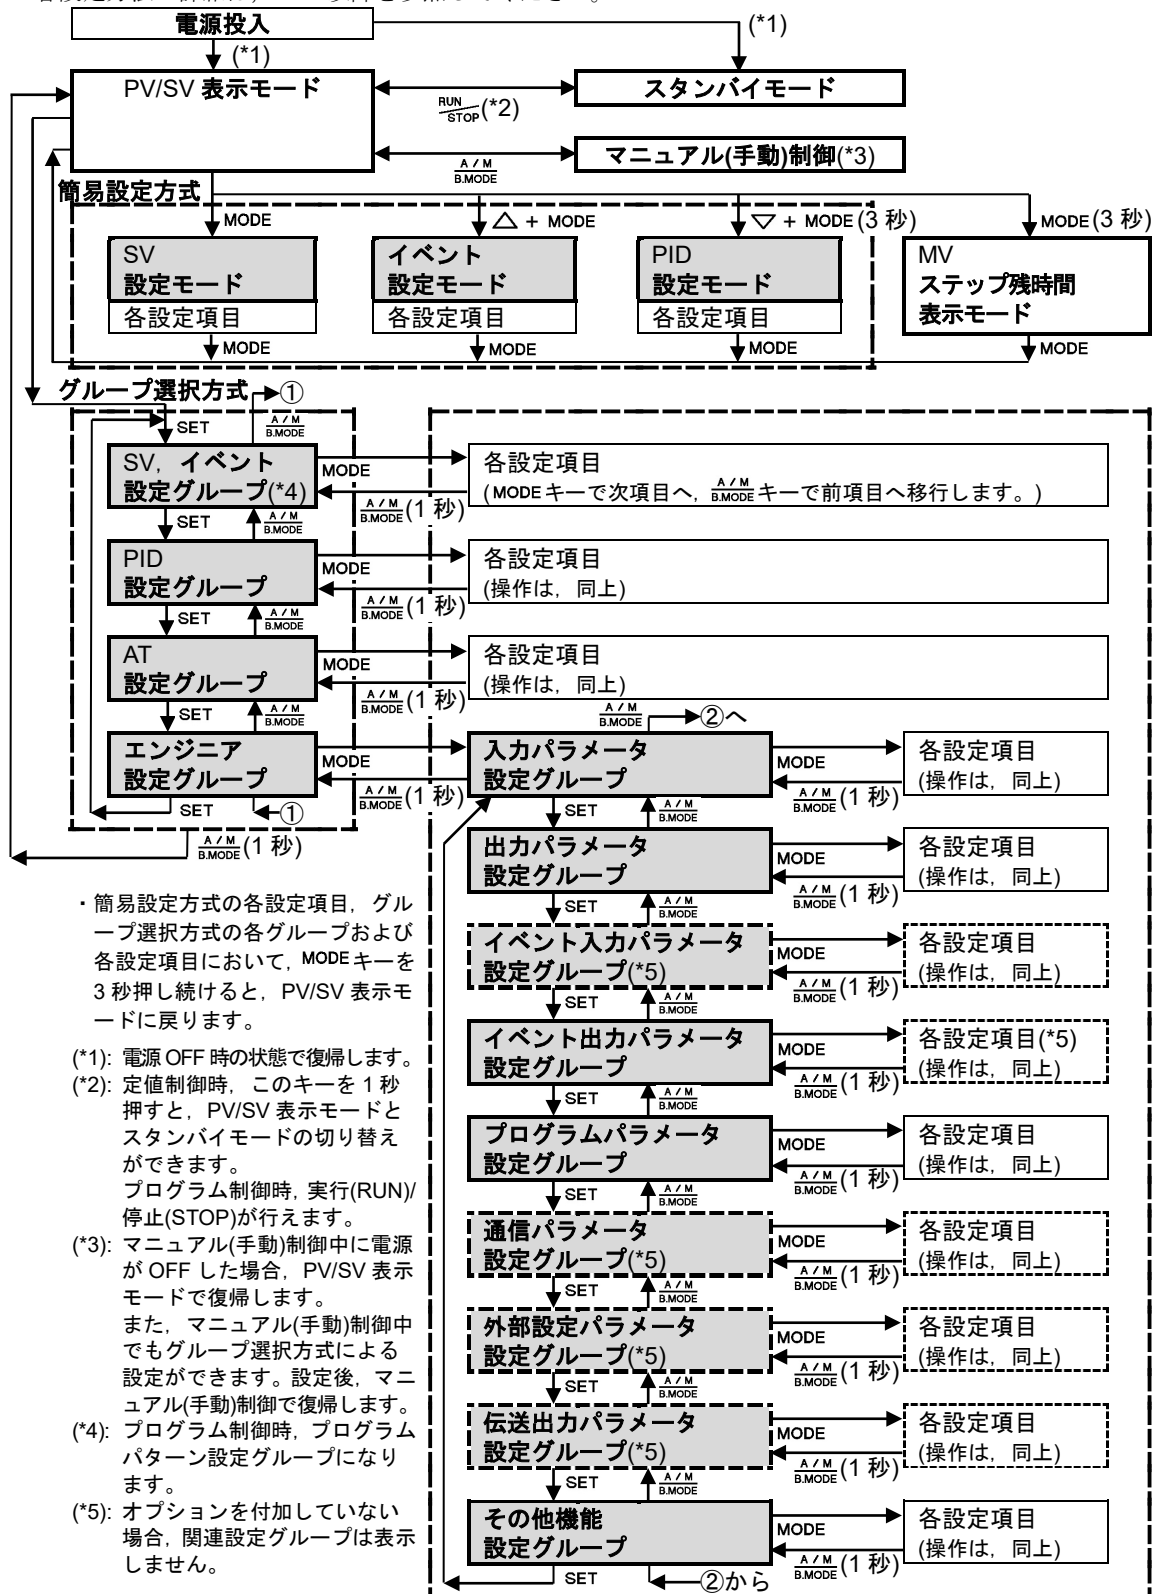 電源投入
(*1)
(*1)
PV/SV 表示モード
スタンバイモード
RUN
STOP
(*2)
マニュアル(手動)制御(*3)
A / M
B.MODE
簡易設定方式
MODE
△ + MODE
▽ + MODE (3 秒)
MODE (3 秒)
SV
設定モード
各設定項目
イベント
設定モード
各設定項目
PID
設定モード
各設定項目
MV
ステップ残時間
表示モード
MODE
MODE
MODE
MODE
グループ選択方式
①
SET
A / M
B.MODE
SV, イベント
設定グループ(*4)
MODE
A / M
B.MODE (1 秒)
各設定項目
(MODE キーで次項目へ, A / M B.MODE キーで前項目へ移行します。)
SET
A / M
B.MODE
PID
設定グループ
MODE
A / M
B.MODE (1 秒)
各設定項目
(操作は, 同上)
SET
A / M
B.MODE
AT
設定グループ
MODE
A / M
B.MODE (1 秒)
各設定項目
(操作は, 同上)
SET
A / M
B.MODE
A / M
B.MODE
②へ
エンジニア
設定グループ
MODE
A / M
B.MODE (1 秒)
SET
①
A / M
B.MODE (1 秒)
入力パラメータ
設定グループ
MODE
A / M
B.MODE (1 秒)
各設定項目
(操作は, 同上)
SET
A / M
B.MODE
出力パラメータ
設定グループ
MODE
A / M
B.MODE (1 秒)
各設定項目
(操作は, 同上)
SET
A / M
B.MODE
イベント入力パラメータ
設定グループ(*5)
MODE
A / M
B.MODE (1 秒)
各設定項目
(操作は, 同上)
SET
A / M
B.MODE
イベント出力パラメータ
設定グループ
MODE
A / M
B.MODE (1 秒)
各設定項目(*5)
(操作は, 同上)
SET
A / M
B.MODE
プログラムパラメータ
設定グループ
MODE
A / M
B.MODE (1 秒)
各設定項目
(操作は, 同上)
SET
A / M
B.MODE
通信パラメータ
設定グループ(*5)
MODE
A / M
B.MODE (1 秒)
各設定項目
(操作は, 同上)
SET
A / M
B.MODE
外部設定パラメータ
設定グループ(*5)
MODE
A / M
B.MODE (1 秒)
各設定項目
(操作は, 同上)
SET
A / M
B.MODE
伝送出力パラメータ
設定グループ(*5)
MODE
A / M
B.MODE (1 秒)
各設定項目
(操作は, 同上)
SET
A / M
B.MODE
その他機能
設定グループ
MODE
A / M
B.MODE (1 秒)
各設定項目
(操作は, 同上)
SET
②から
・簡易設定方式の各設定項目, グル
ープ選択方式の各グループおよび
各設定項目において, MODE キーを
3 秒押し続けると, PV/SV 表示モ
ードに戻ります。
(*1): 電源 OFF 時の状態で復帰します。
(*2): 定値制御時, このキーを 1 秒
押すと, PV/SV 表示モードと
スタンバイモードの切り替え
ができます。
プログラム制御時, 実行(RUN)/
停止(STOP)が行えます。
(*3): マニュアル(手動)制御中に電源
が OFF した場合, PV/SV 表示
モードで復帰します。
また, マニュアル(手動)制御中
でもグループ選択方式による
設定ができます。設定後, マニ
ュアル(手動)制御で復帰します。
(*4): プログラム制御時, プログラム
パターン設定グループになり
ます。
(*5): オプションを付加していない
場合, 関連設定グループは表示
しません。